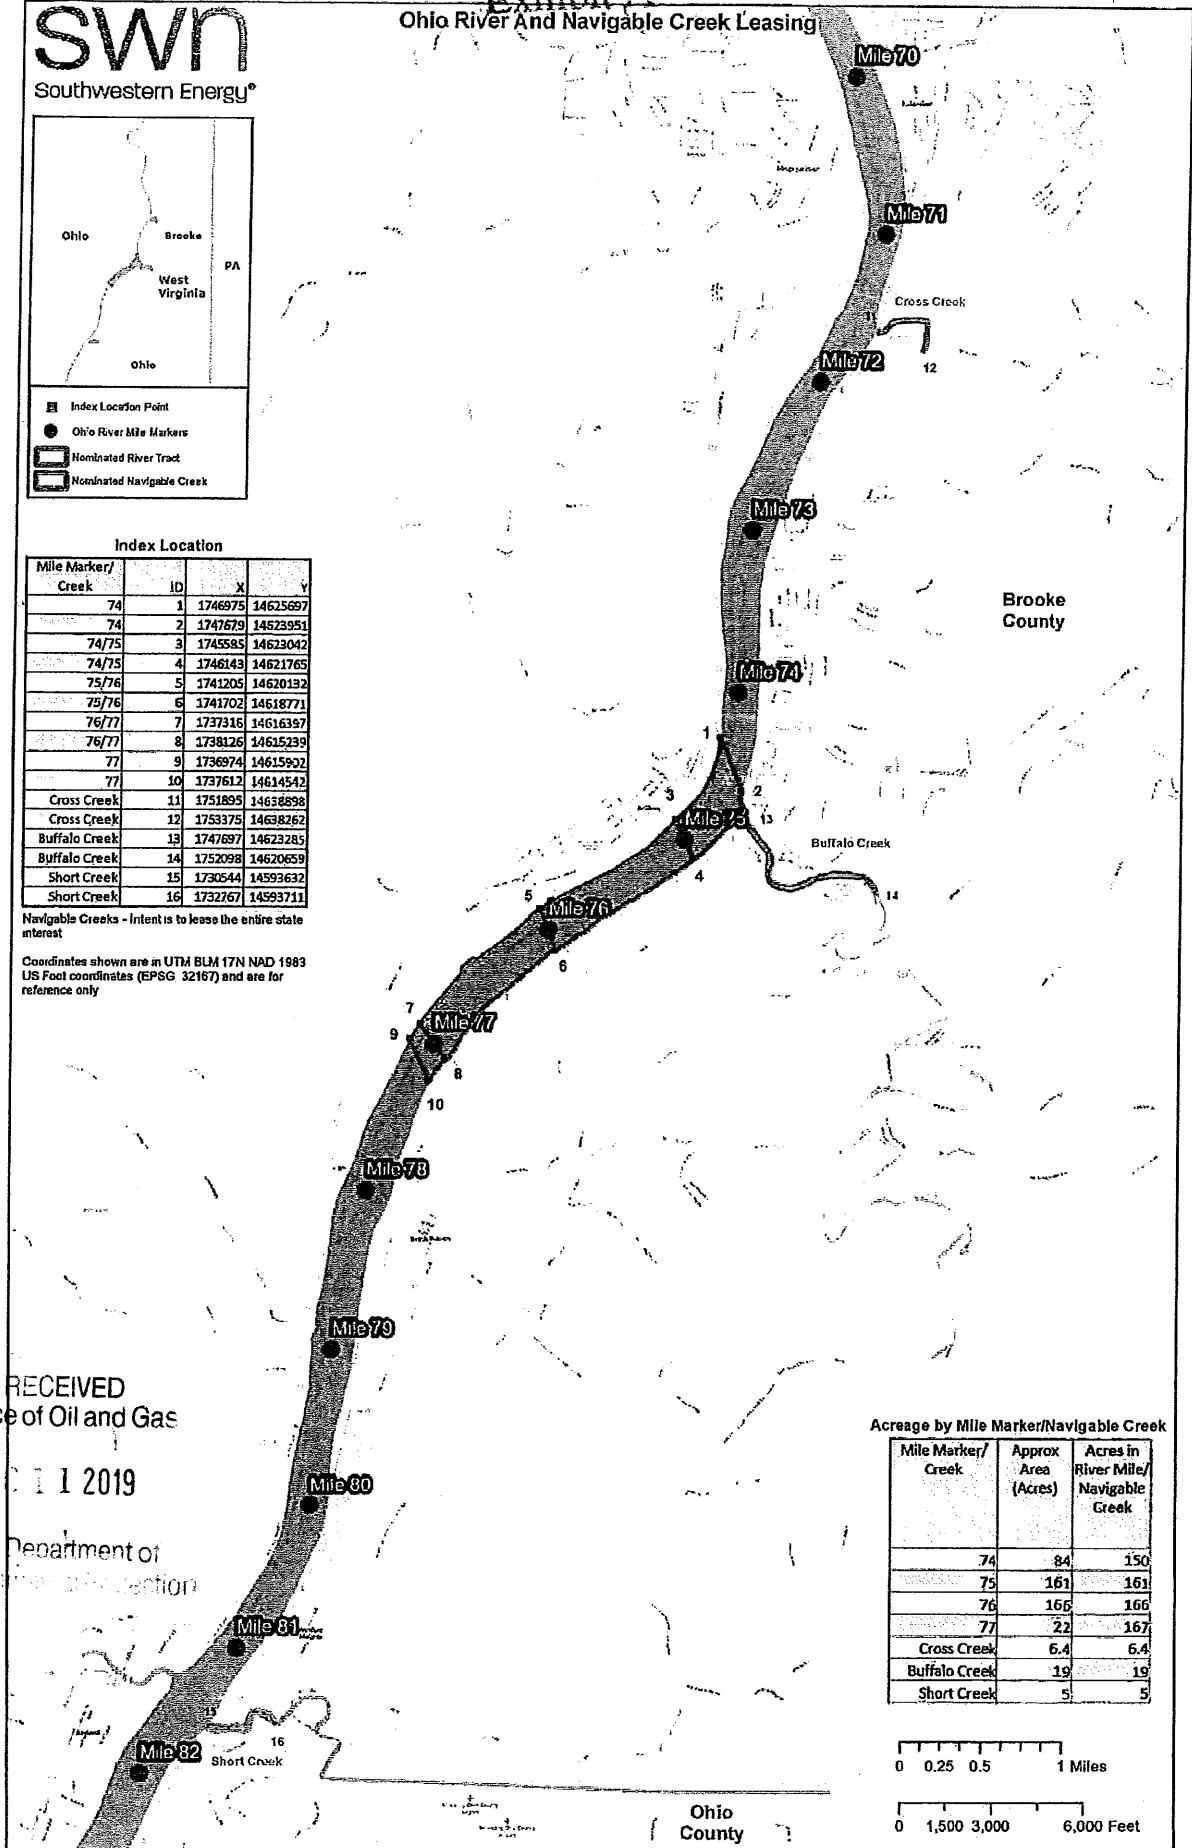 Ohio River And Navigable Creek Leasing
swn
Southwestern Energy®
Ohio
Brooke
PA
West
Virginia
Ohio
Index Location Point
Ohio River Mile Markers
Nominated River Tract
Nominated Navigable Creek
Index Location
Mile Marker/ Creek ID X Y
74 1 1746975 14625697
74 2 1747679 14623951
74/75 3 1745585 14623042
74/75 4 1746143 14621765
75/76 5 1741205 14620132
75/76 6 1741702 14618771
76/77 7 1737316 14616397
76/77 8 1738126 14615239
77 9 1736974 14615902
77 10 1737612 14614542
Cross Creek 11 1751895 14638898
Cross Creek 12 1753375 14638262
Buffalo Creek 13 1747697 14623285
Buffalo Creek 14 1752098 14620659
Short Creek 15 1730544 14593632
Short Creek 16 1732767 14593711
Navigable Creeks - Intent is to lease the entire state
interest
Coordinates shown are in UTM BLM 17N NAD 1983
US Foot coordinates (EPSG 32167) and are for
reference only
Mile 70
Mile 71
Cross Creek
11
12
Mile 72
Mile 73
Brooke
County
Mile 74
1
2
3
13
Mile 75
Buffalo Creek
4
14
5
Mile 76
6
7
Mile 77
9
8
10
Mile 78
Mile 79
RECEIVED
of Oil and Gas
1 1 2019
Department of
Mile 80
Mile 81
15
16
Short Creek
Mile 82
Ohio
County
Acreage by Mile Marker/Navigable Creek
Mile Marker/ Approx Acres in
Creek Area River Mile/
(Acres) Navigable
Creek
74 84 150
75 161 161
76 166 166
77 22 167
Cross Creek 6.4 6.4
Buffalo Creek 19 19
Short Creek 5 5
0 0.25 0.5 1 Miles
0 1,500 3,000 6,000 Feet